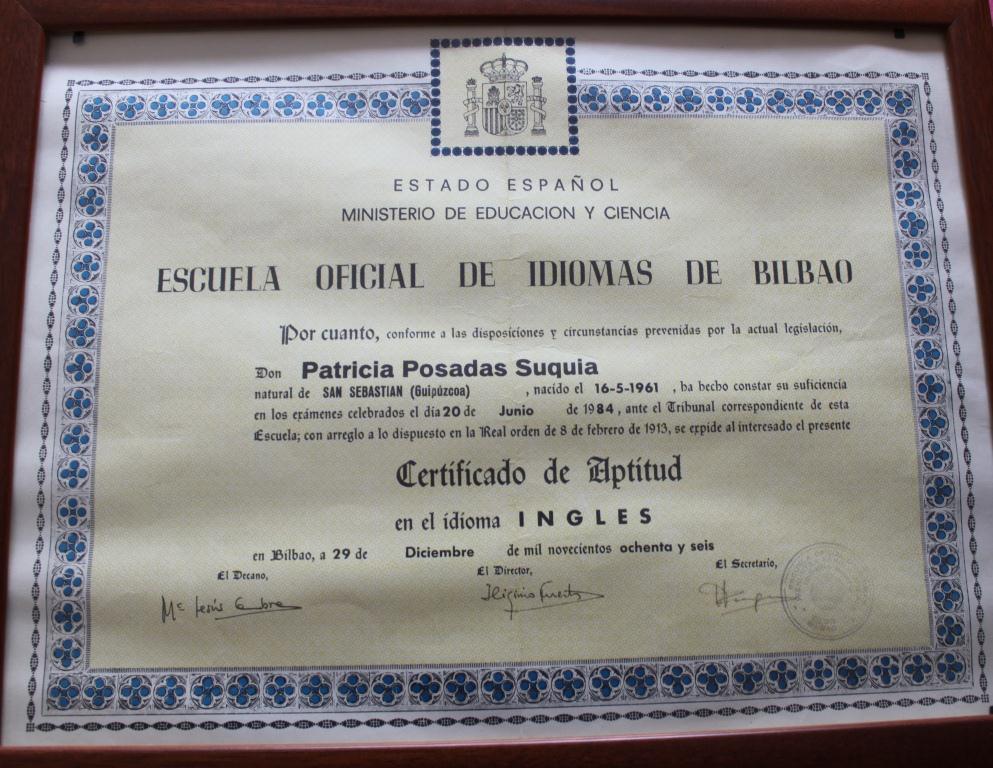 ESTADO ESPAÑOL
MINISTERIO DE EDUCACION Y CIENCIA
ESCUELA OFICIAL DE IDIOMAS DE BILBAO
Por cuanto, conforme a las disposiciones y circunstancias prevenidas por la actual legislación,
Don Patricia Posadas Suquia
natural de SAN SEBASTIAN (Guipúzcoa) , nacido el 16-5-1961 , ha hecho constar su suficiencia
en los exámenes celebrados el día 20 de Junio de 1984 , ante el Tribunal correspondiente de esta
Escuela; con arreglo a lo dispuesto en la Real orden de 8 de febrero de 1913, se expide al interesado el presente
Certificado de Aptitud
en el idioma INGLES
en Bilbao, a 29 de Diciembre de mil novecientos ochenta y seis
El Decano, El Director, El Secretario,
Mª Jesús